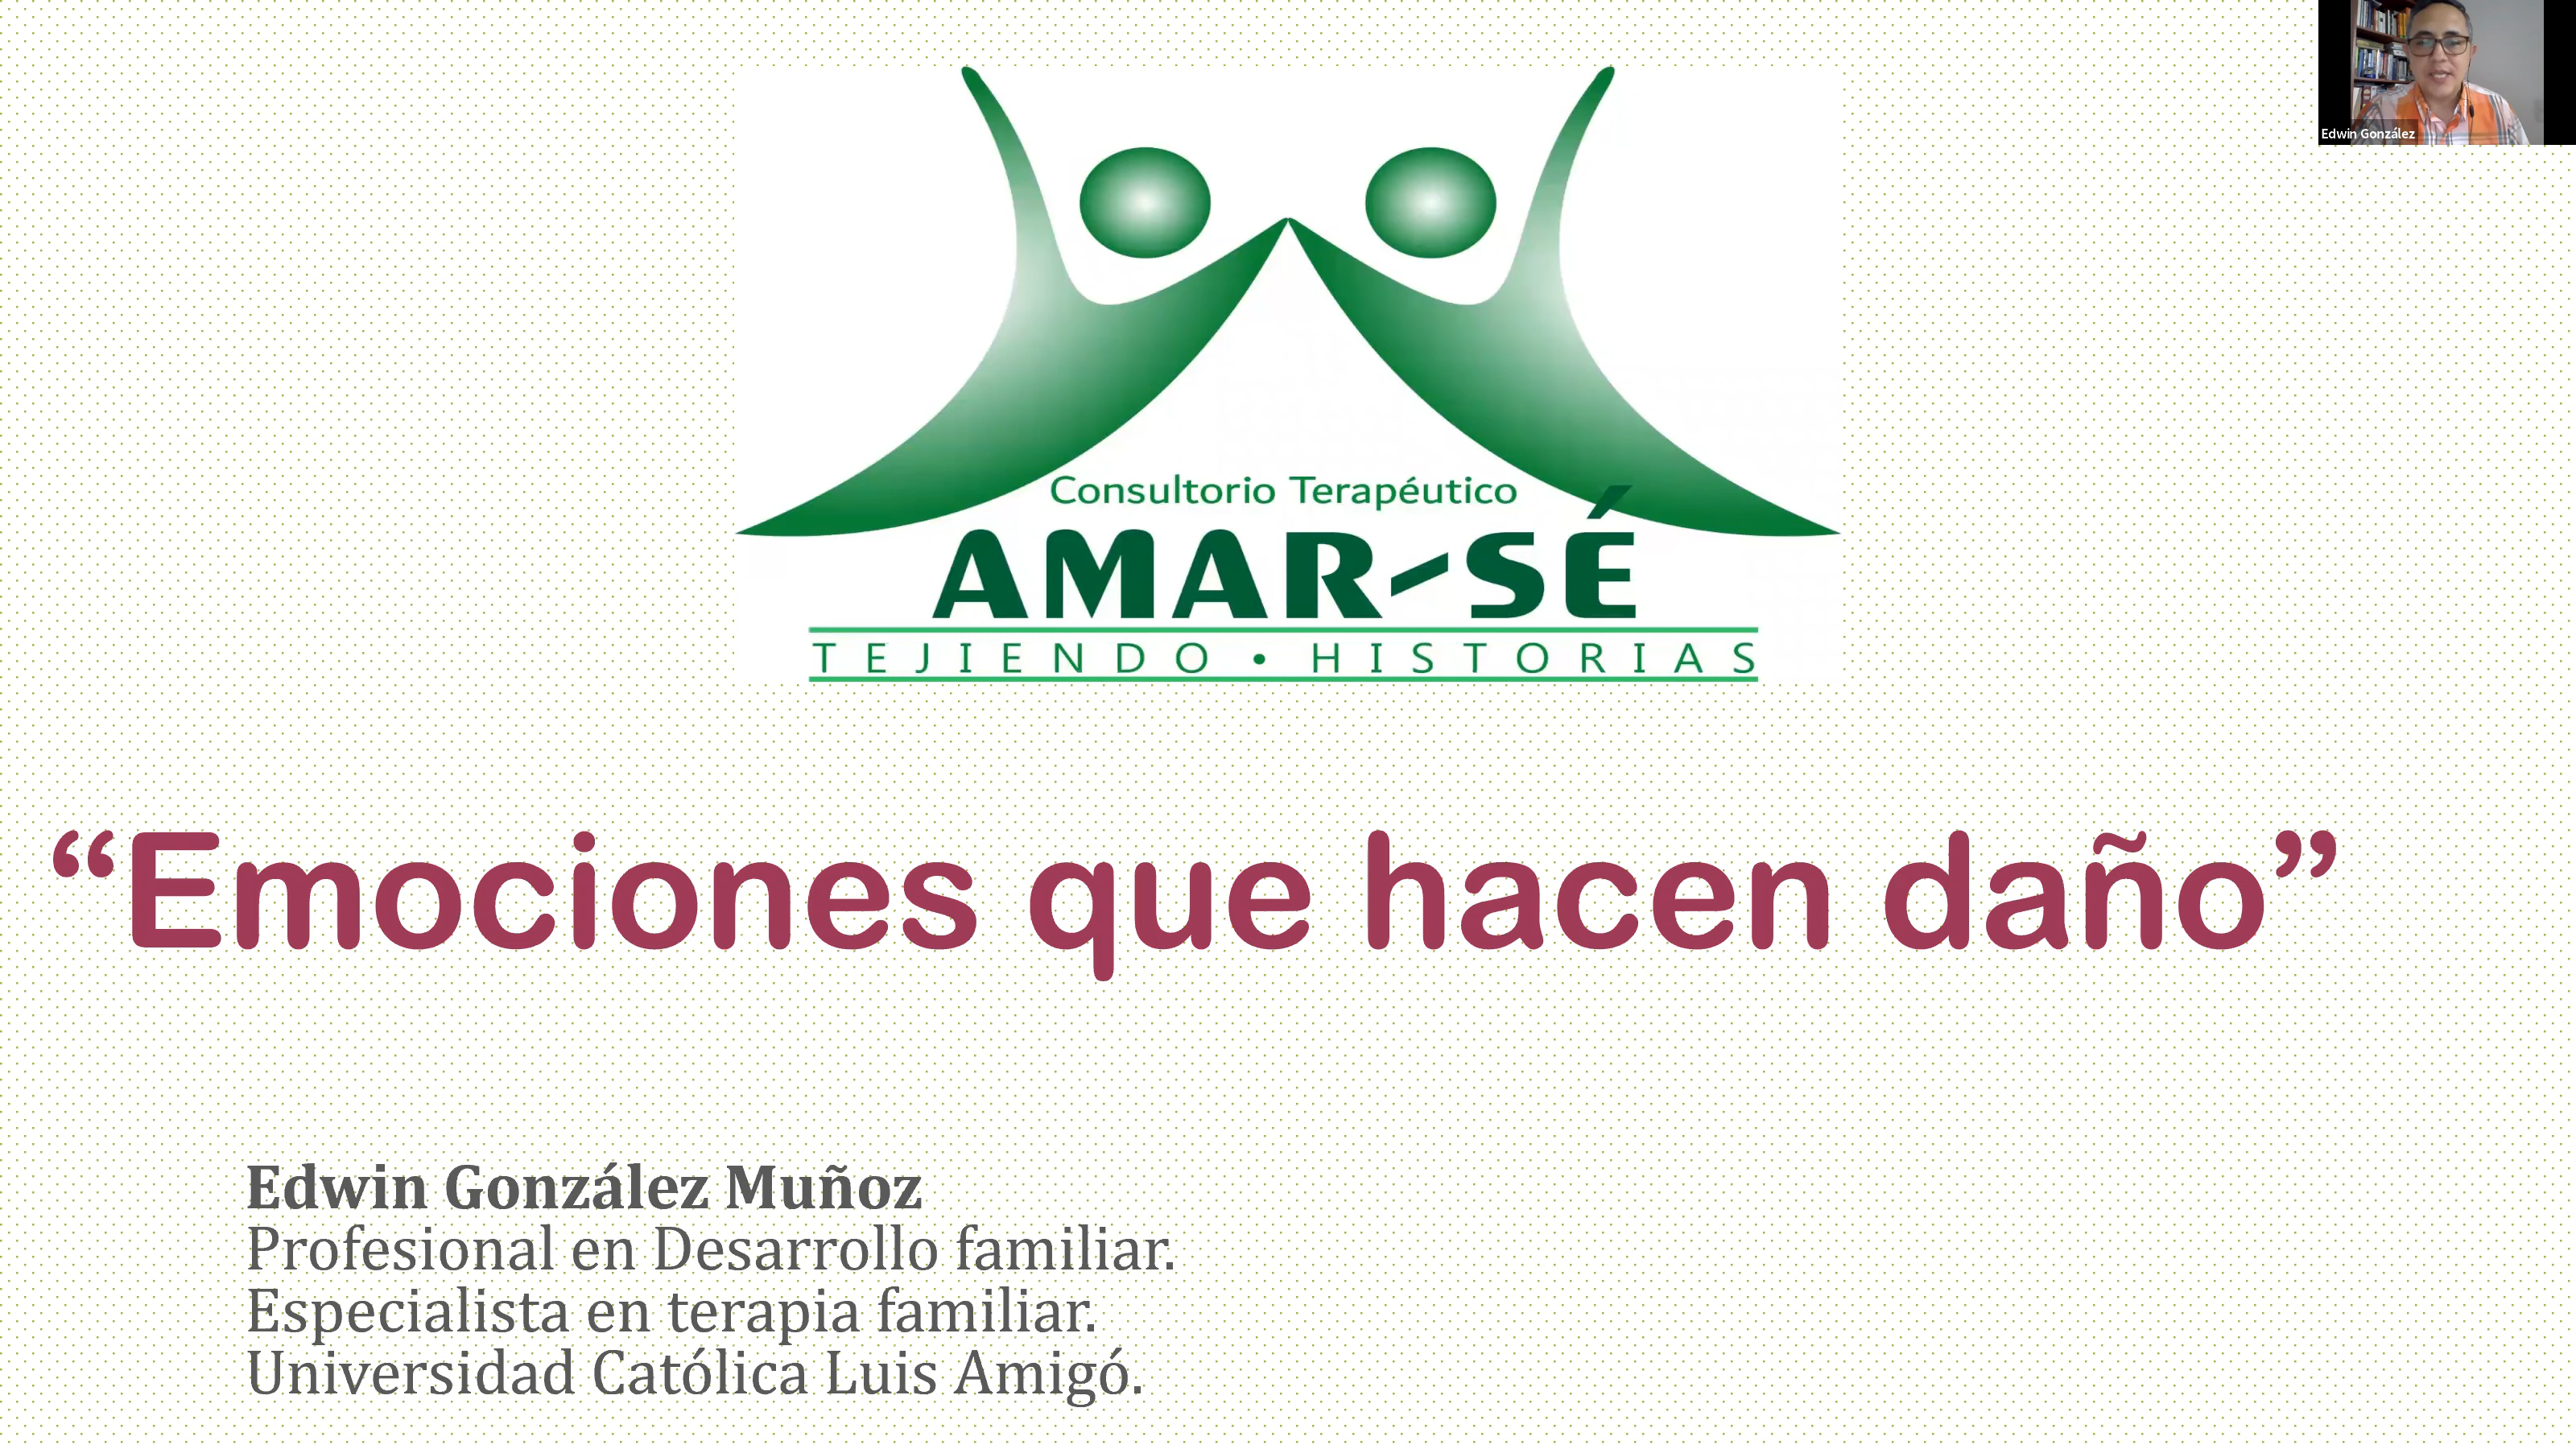 Edwin González
Consultorio Terapéutico
AMAR-SÉ
TEJIENDO • HISTORIAS
“Emociones que hacen daño”
Edwin González Muñoz
Profesional en Desarrollo familiar.
Especialista en terapia familiar.
Universidad Católica Luis Amigó.